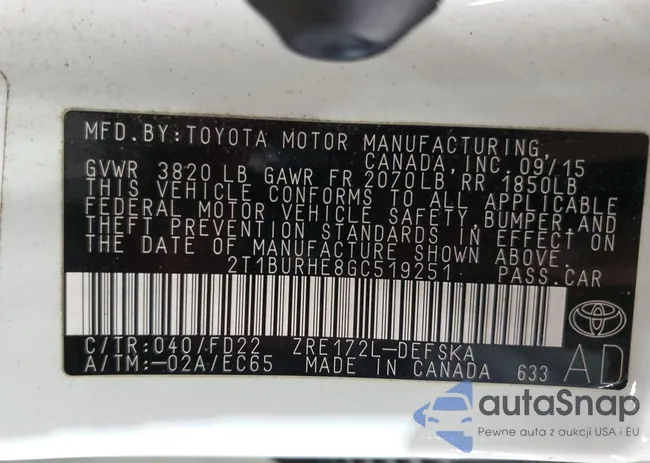 MFD. BY: TOYOTA MOTOR MANUFACTURING
CANADA, INC. 09/15
GVWR 3820 LB GAWR FR 2070LB RR 1850LB
THIS VEHICLE CONFORMS TO ALL APPLICABLE
FEDERAL MOTOR VEHICLE SAFETY, BUMPER, AND
THEFT PREVENTION STANDARDS IN EFFECT ON
THE DATE OF MANUFACTURE SHOWN ABOVE.
2T1BURHE8GC519251 PASS.CAR
C/TR: 040/FD22 ZRE172L-DEFSKA
A/TM: -02A/EC65 MADE IN CANADA 633 AD
autoSnap
Pewne auta z aukcji USA i EU